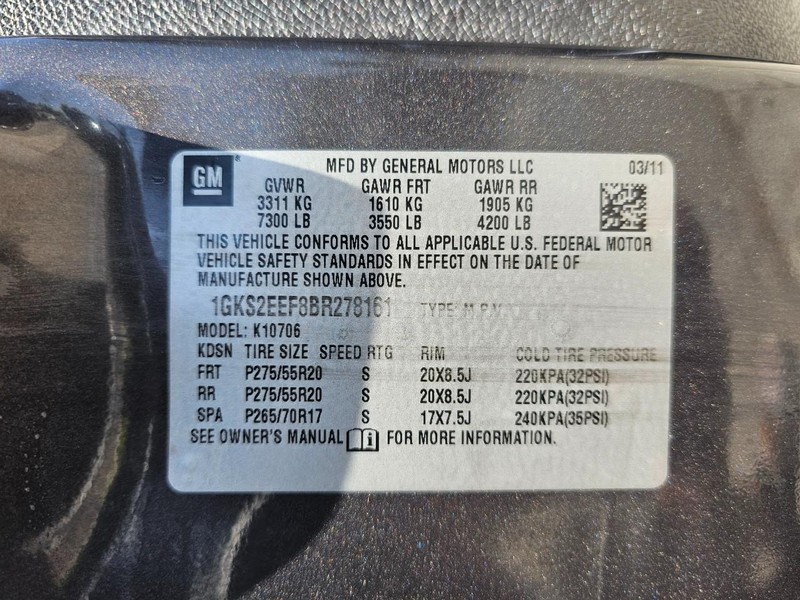 GM
MFD BY GENERAL MOTORS LLC 03/11
GVWR GAWR FRT GAWR RR
3311 KG 1610 KG 1905 KG
7300 LB 3550 LB 4200 LB
THIS VEHICLE CONFORMS TO ALL APPLICABLE U.S. FEDERAL MOTOR
VEHICLE SAFETY STANDARDS IN EFFECT ON THE DATE OF
MANUFACTURE SHOWN ABOVE.
1GKS2EEF8BR278161 TYPE: M.P.V.
MODEL: K10706
KDSN TIRE SIZE SPEED RTG RIM COLD TIRE PRESSURE
FRT P275/55R20 S 20X8.5J 220KPA(32PSI)
RR P275/55R20 S 20X8.5J 220KPA(32PSI)
SPA P265/70R17 S 17X7.5J 240KPA(35PSI)
SEE OWNER'S MANUAL FOR MORE INFORMATION.